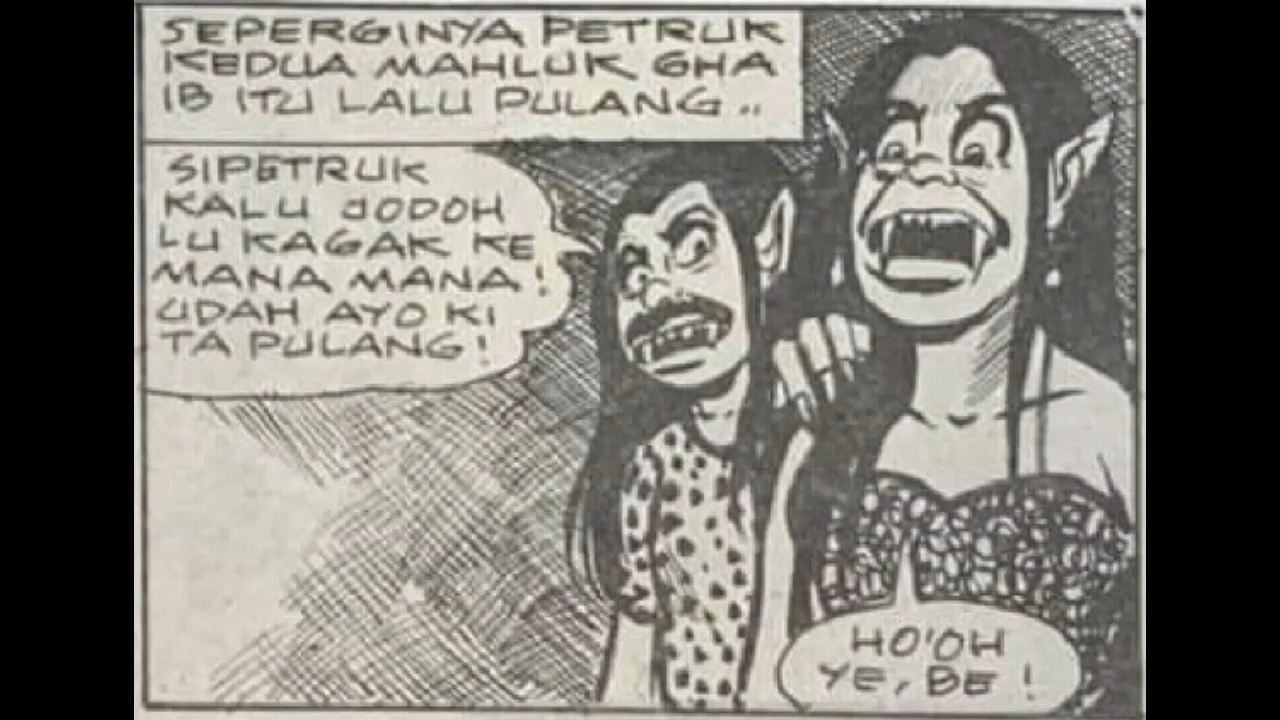 SEPERGINYA PETRUK
KEDUA MAHLUK GHA
IB ITU LALU PULANG ..
SIPETRUK
KALU JODOH
LU KAGAK KE
MANA MANA!
UDAH AYO KI
TA PULANG!
HO'OH
YE, BE!